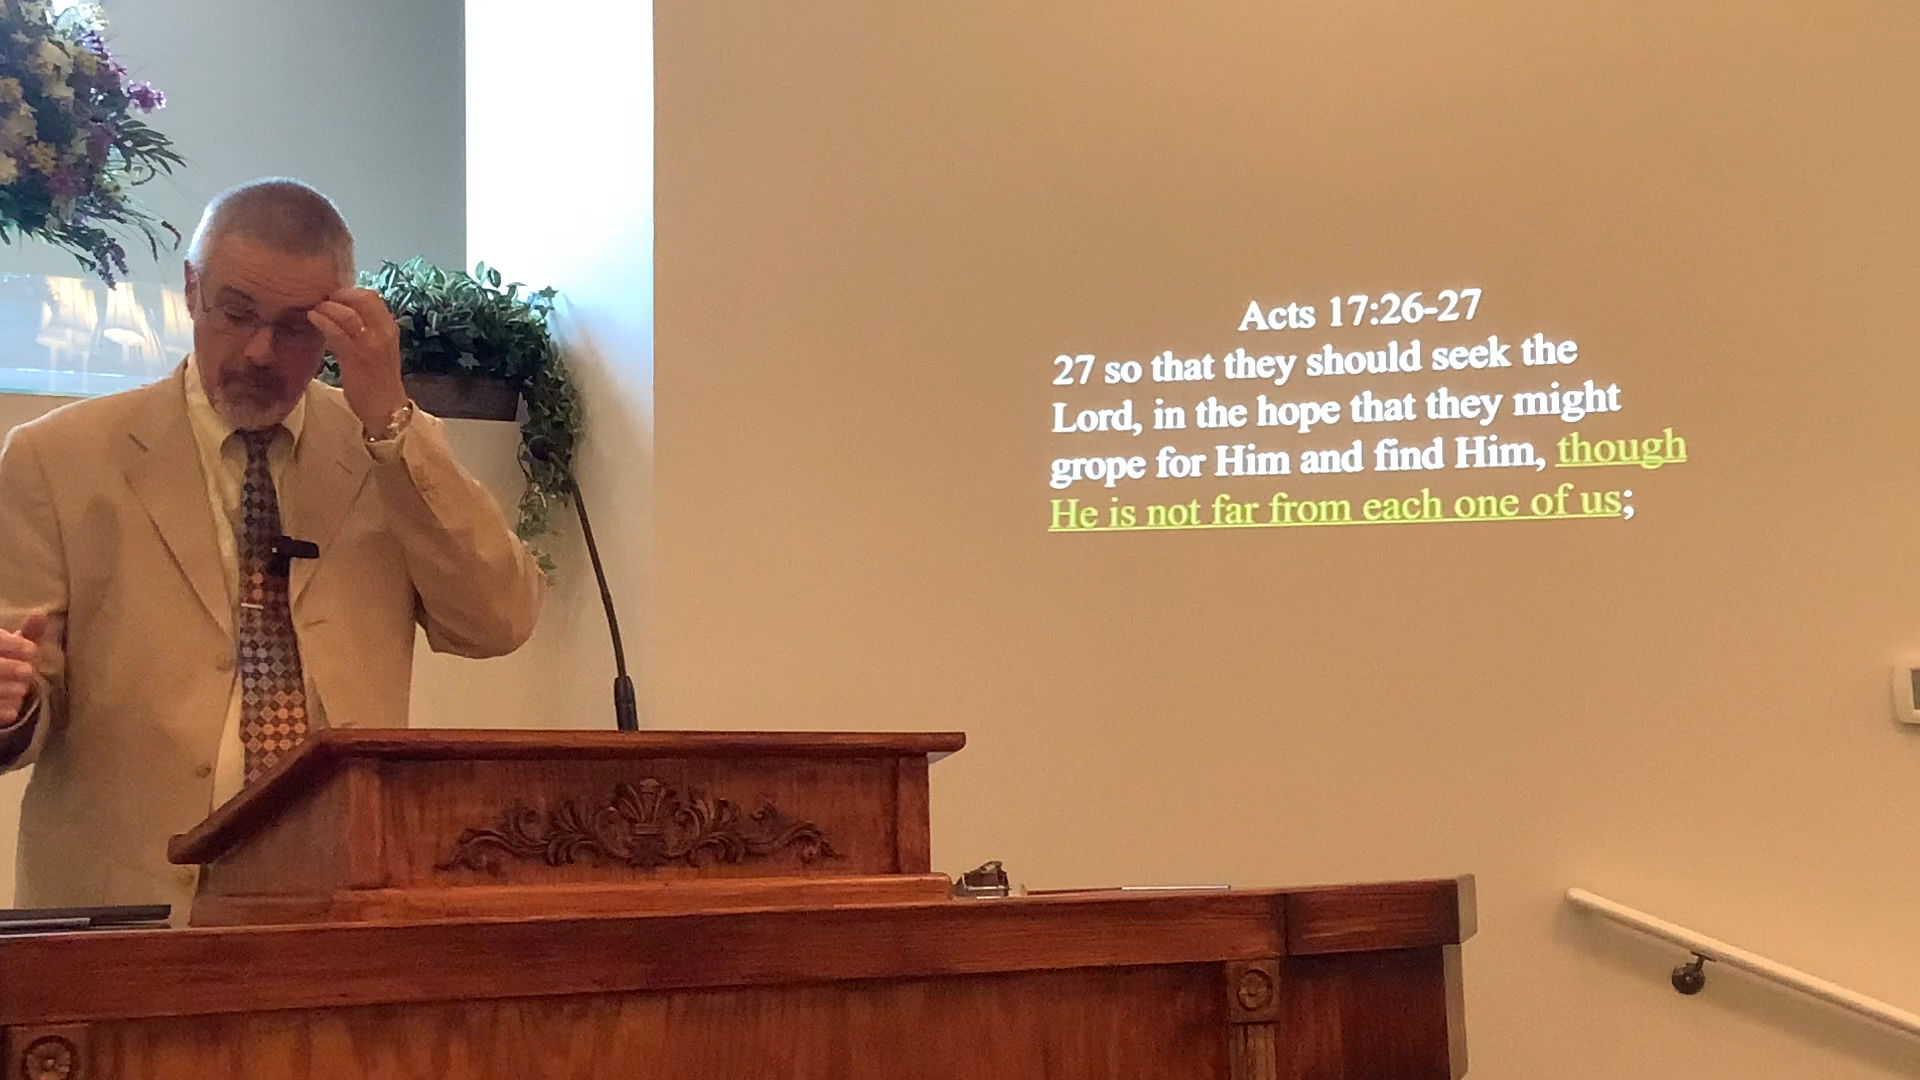 Acts 17:26-27
27 so that they should seek the
Lord, in the hope that they might
grope for Him and find Him, though
He is not far from each one of us;